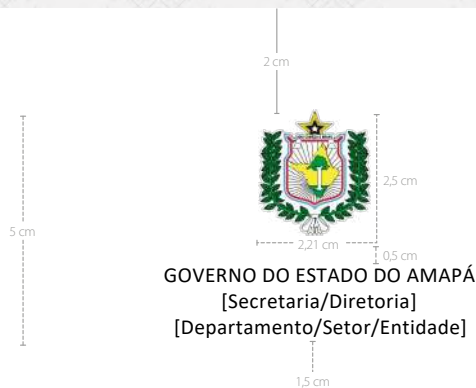 2 cm
2,5 cm
5 cm
2,21 cm
0,5 cm
GOVERNO DO ESTADO DO AMAPÁ
[Secretaria/Diretoria]
[Departamento/Setor/Entidade]
1,5 cm